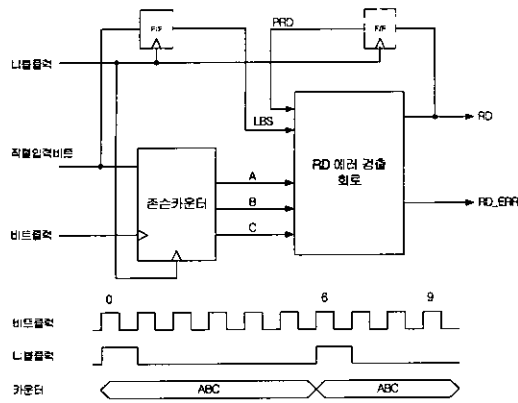 F/F
PRD
F/F
니블클럭
RD
LBS
직렬입력비트
RD 에러 검출
회로
A
존슨카운터
B
RD_ERR
C
비트클럭
0
6
9
비트클럭
니블클럭
카운터
ABC
ABC